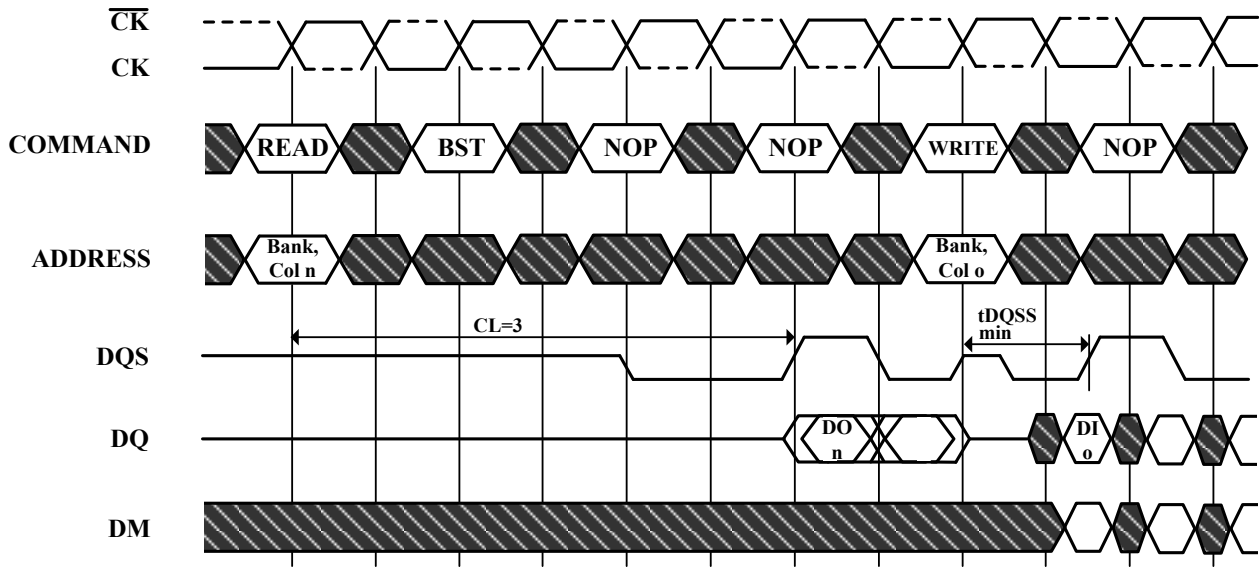 CK
CK
COMMAND
READ
BST
NOP
NOP
WRITE
NOP
ADDRESS
Bank,
Col n
Bank,
Col o
DQS
CL=3
tDQSS
min
DQ
DO
n
DI
o
DM